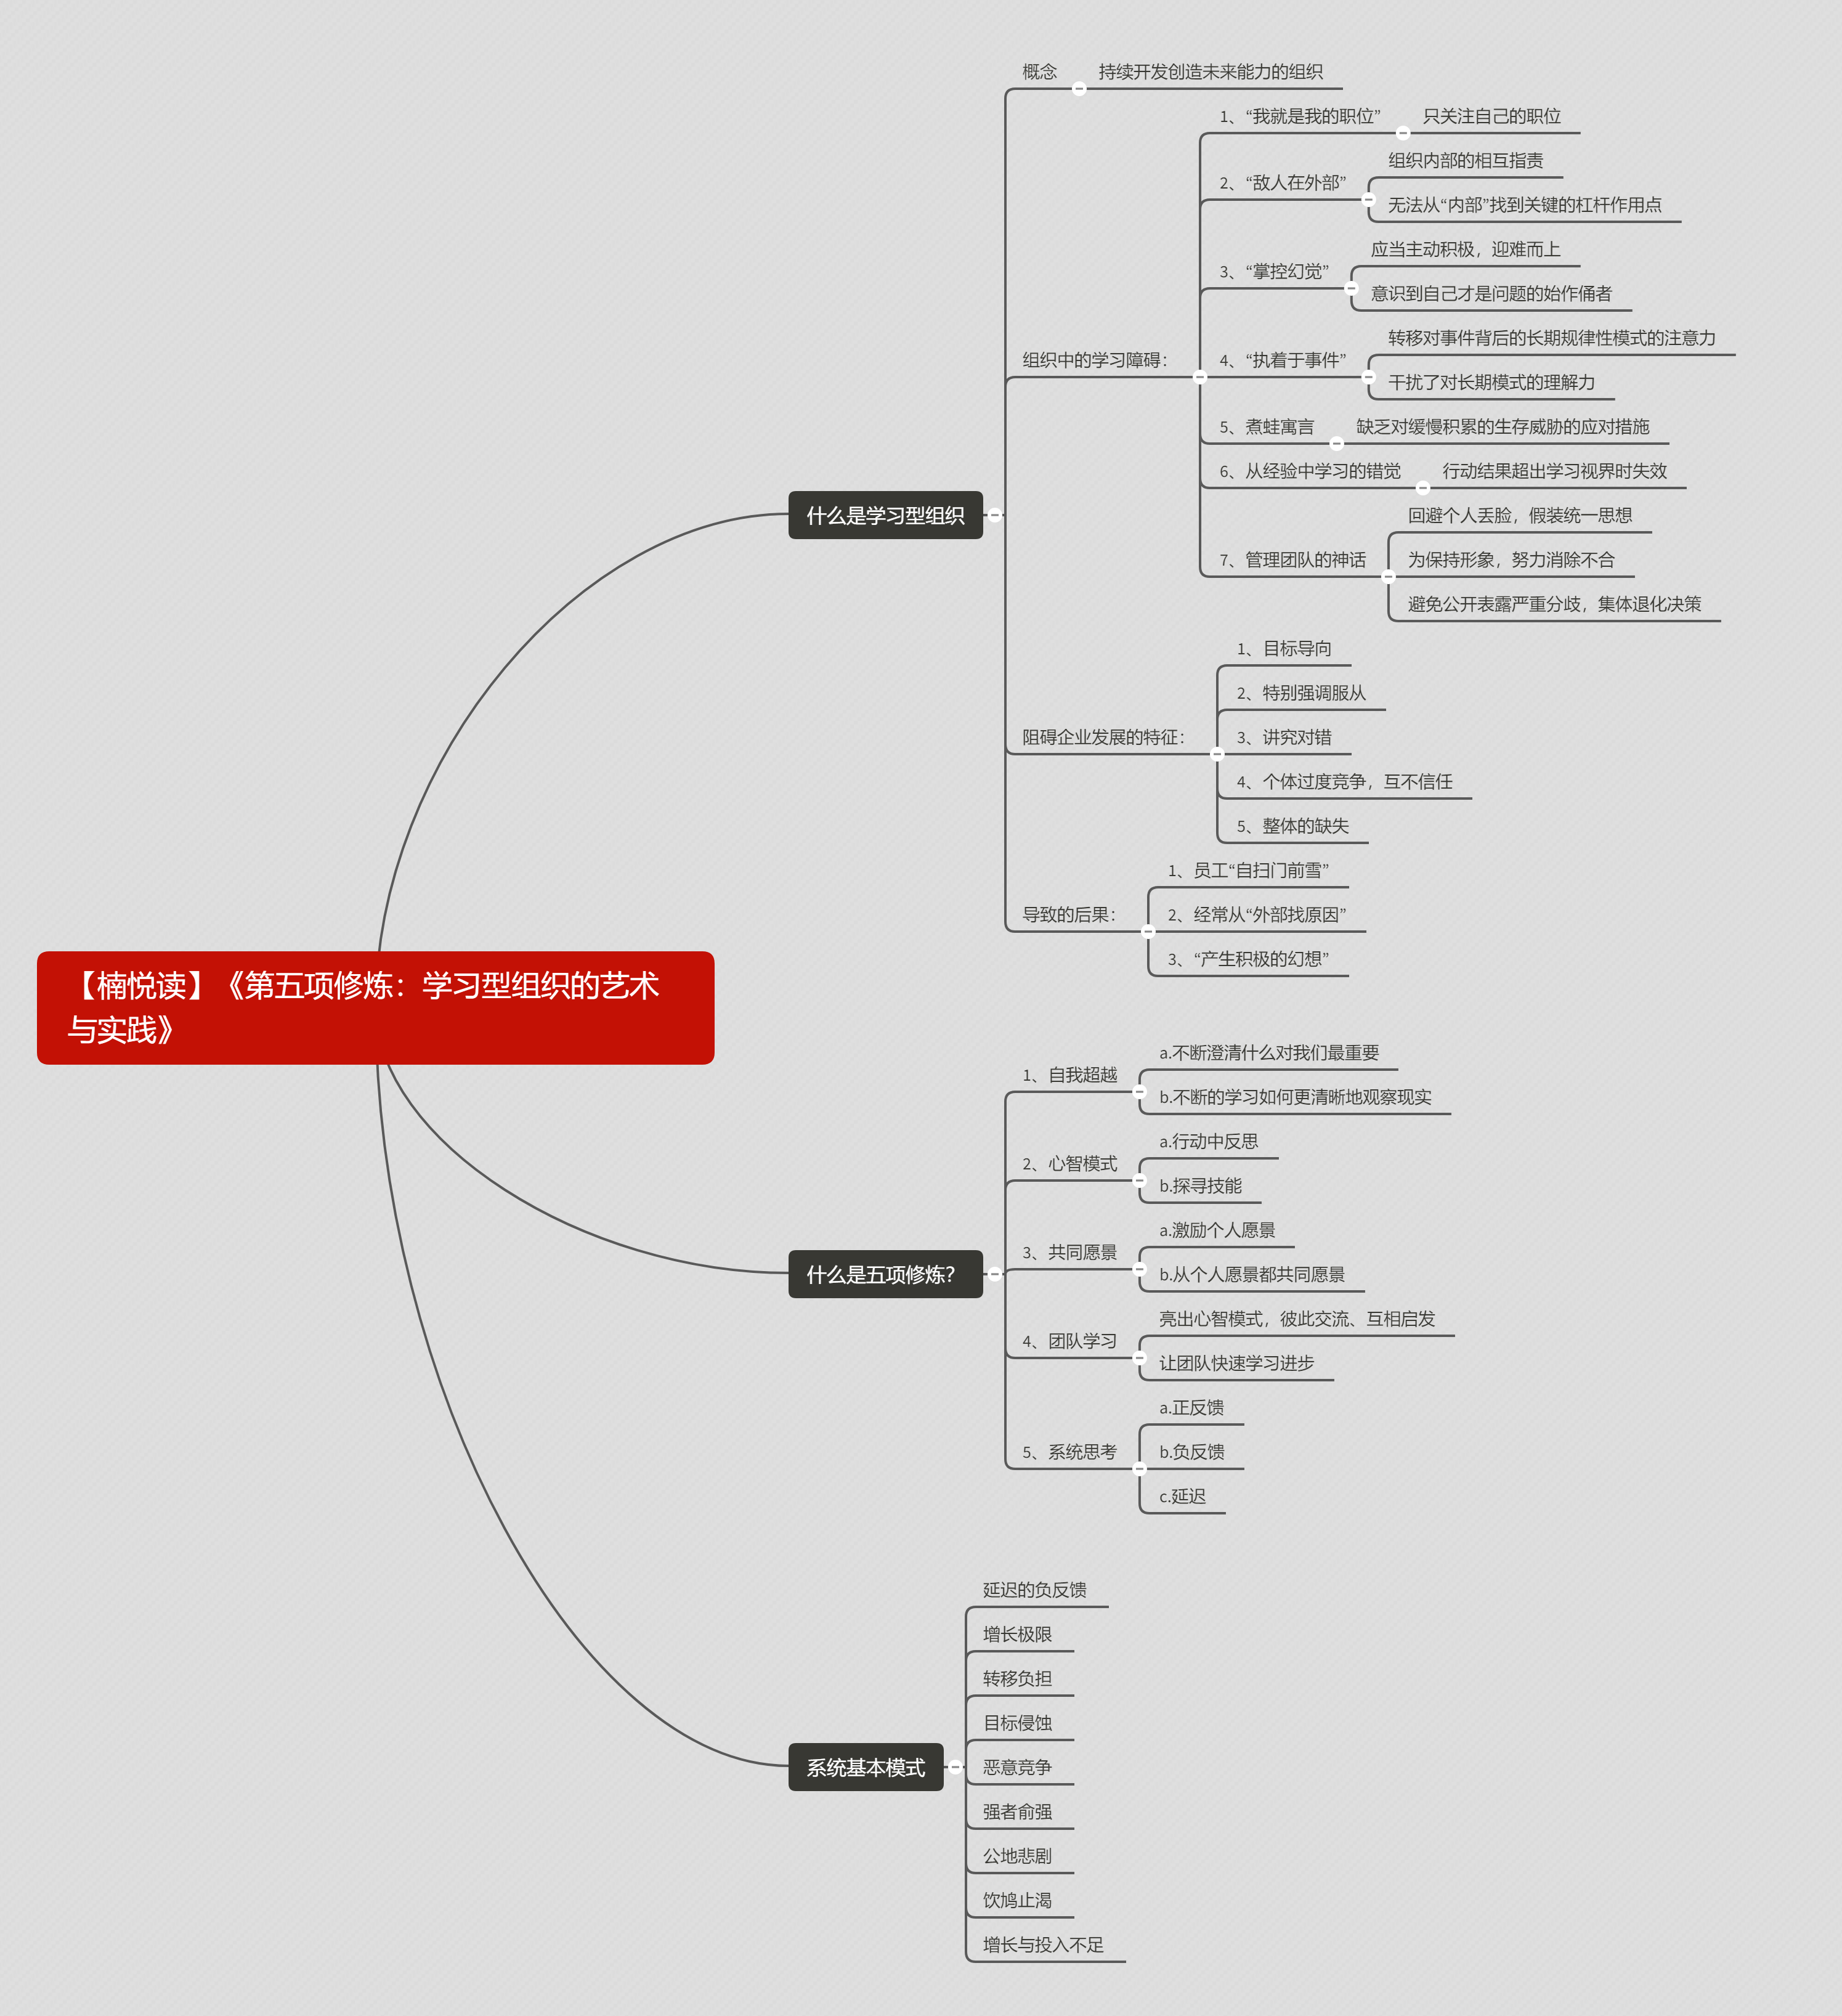 【楠悦读】《第五项修炼：学习型组织的艺术
与实践》
什么是学习型组织
概念
持续开发创造未来能力的组织
组织中的学习障碍：
1、“我就是我的职位”
只关注自己的职位
2、“敌人在外部”
组织内部的相互指责
无法从“内部”找到关键的杠杆作用点
3、“掌控幻觉”
应当主动积极，迎难而上
意识到自己才是问题的始作俑者
4、“执着于事件”
转移对事件背后的长期规律性模式的注意力
干扰了对长期模式的理解力
5、煮蛙寓言
缺乏对缓慢积累的生存威胁的应对措施
6、从经验中学习的错觉
行动结果超出学习视界时失效
7、管理团队的神话
回避个人丢脸，假装统一思想
为保持形象，努力消除不合
避免公开表露严重分歧，集体退化决策
阻碍企业发展的特征：
1、目标导向
2、特别强调服从
3、讲究对错
4、个体过度竞争，互不信任
5、整体的缺失
导致的后果：
1、员工“自扫门前雪”
2、经常从“外部找原因”
3、“产生积极的幻想”
什么是五项修炼？
1、自我超越
a.不断澄清什么对我们最重要
b.不断的学习如何更清晰地观察现实
2、心智模式
a.行动中反思
b.探寻技能
3、共同愿景
a.激励个人愿景
b.从个人愿景都共同愿景
4、团队学习
亮出心智模式，彼此交流、互相启发
让团队快速学习进步
5、系统思考
a.正反馈
b.负反馈
c.延迟
系统基本模式
延迟的负反馈
增长极限
转移负担
目标侵蚀
恶意竞争
强者俞强
公地悲剧
饮鸠止渴
增长与投入不足